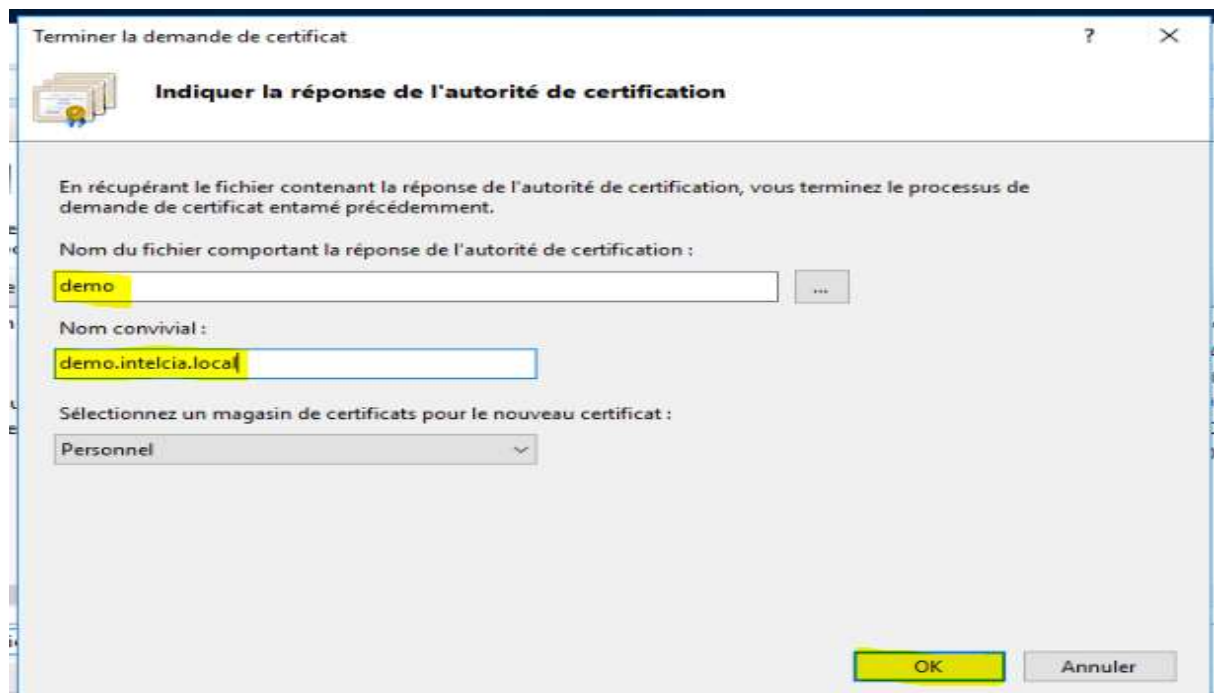 Terminer la demande de certificat
?
Indiquer la réponse de l'autorité de certification
En récupérant le fichier contenant la réponse de l'autorité de certification, vous terminez le processus de
demande de certificat entamé précédemment.
Nom du fichier comportant la réponse de l'autorité de certification :
demo
...
Nom convivial :
demo.intelcia.local
Sélectionnez un magasin de certificats pour le nouveau certificat :
Personnel
OK
Annuler